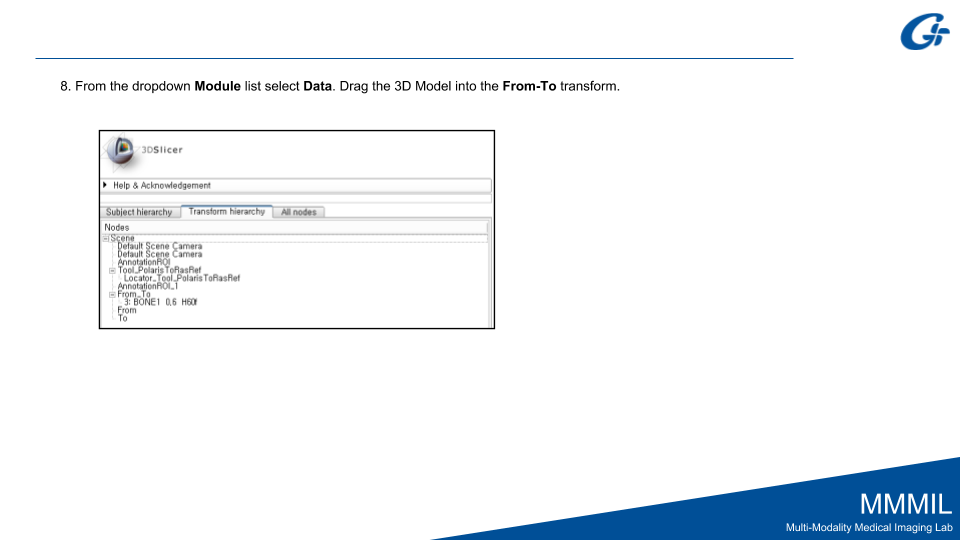 8. From the dropdown Module list select Data. Drag the 3D Model into the From-To transform.
3DSlicer
Help & Acknowledgement
Subject hierarchy Transform hierarchy All nodes
Nodes
Scene
Default Scene Camera
Default Scene Camera
AnnotationROI
Tool_PolarisToRasRef
Locator_Tool_PolarisToRasRef
AnnotationROI_1
From_To
3: BONE1 0,6 H60f
From
To
MMMIL
Multi-Modality Medical Imaging Lab